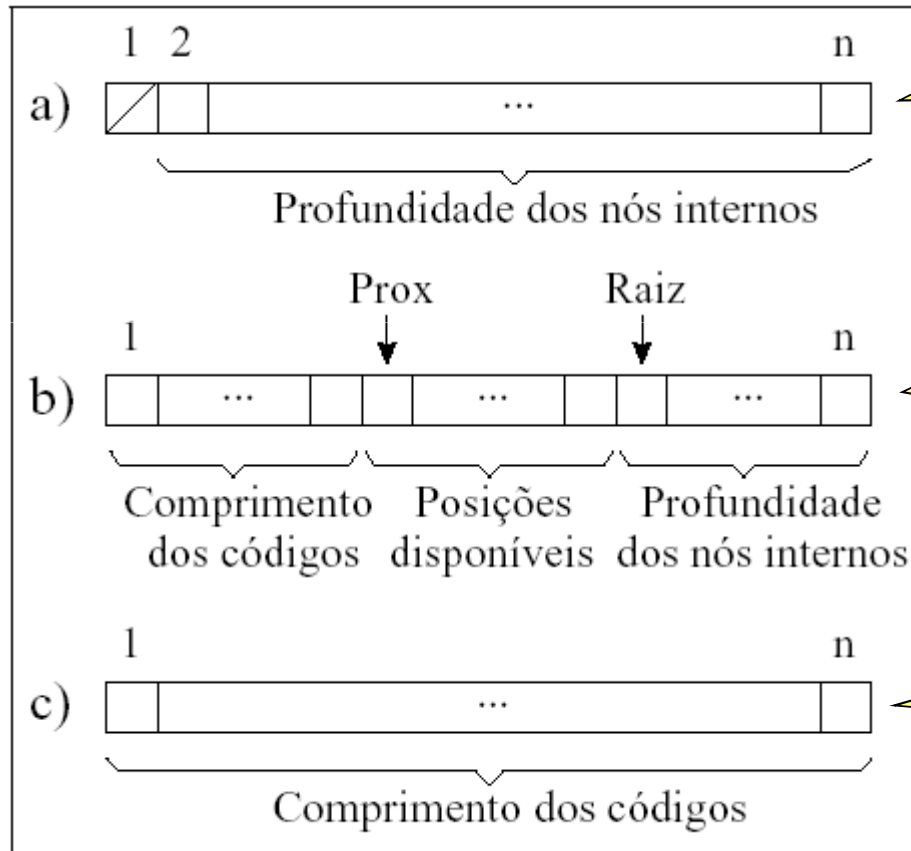 1 2 n
a) ...
Profundidade dos nós internos
Prox Raiz
1 n
b) ... ... ...
Comprimento Posições Profundidade
dos códigos disponíveis dos nós internos
1 n
c) ...
Comprimento dos códigos